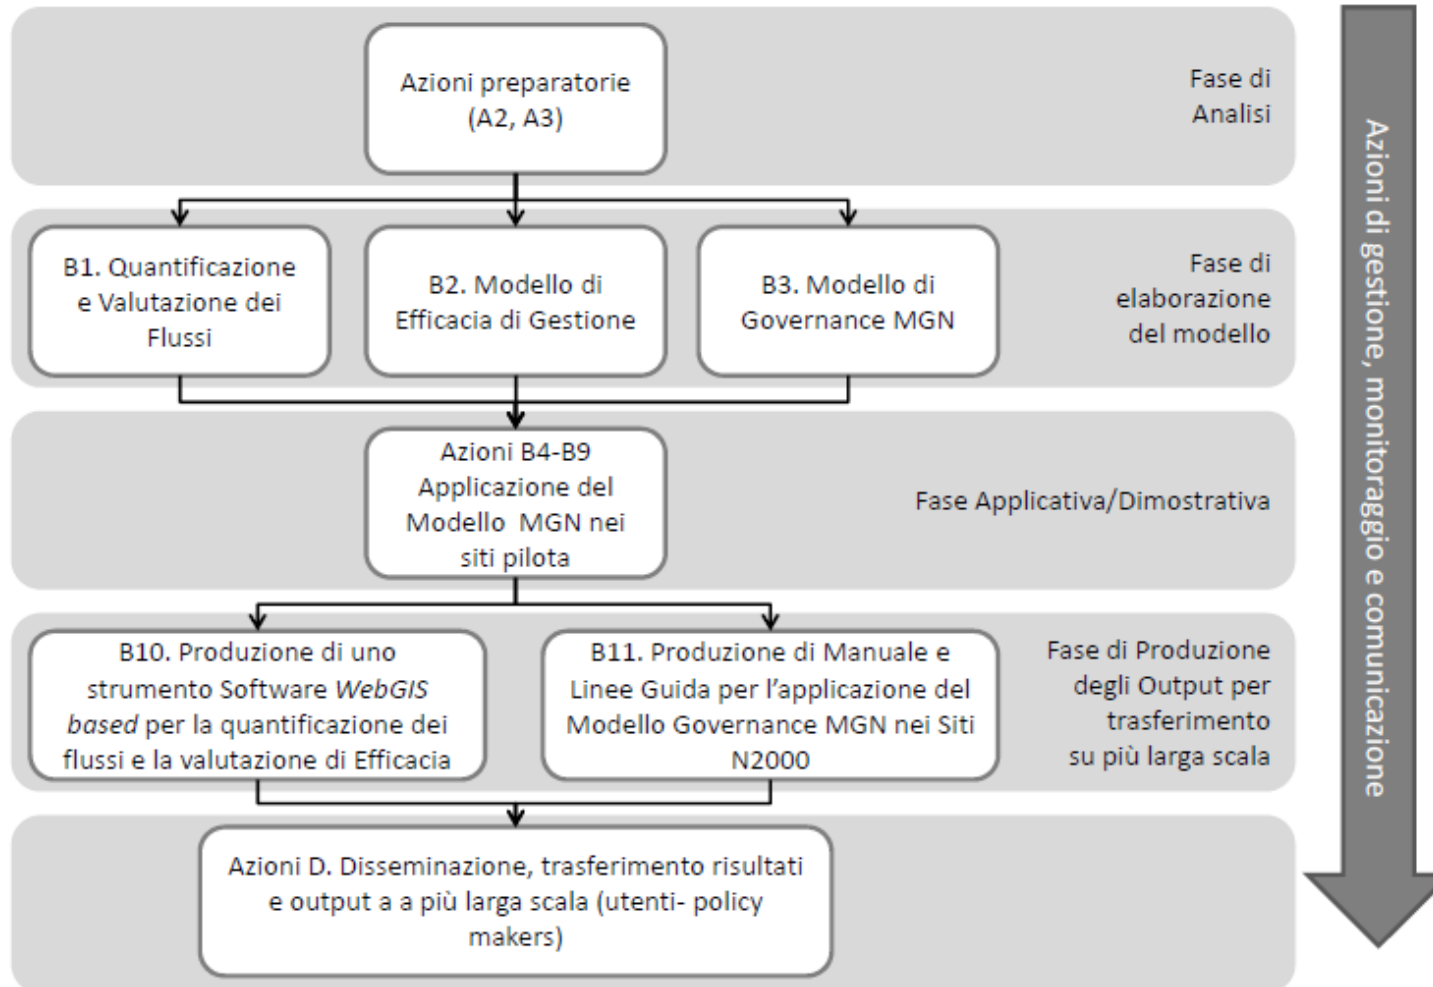 Azioni preparatorie
(A2, A3)
Fase di
Analisi
B1. Quantificazione
e Valutazione dei
Flussi
B2. Modello di
Efficacia di Gestione
B3. Modello di
Governance MGN
Fase di
elaborazione
del modello
Azioni B4-B9
Applicazione del
Modello MGN nei
siti pilota
Fase Applicativa/Dimostrativa
B10. Produzione di uno
strumento Software WebGIS
based per la quantificazione dei
flussi e la valutazione di Efficacia
B11. Produzione di Manuale e
Linee Guida per l'applicazione del
Modello Governance MGN nei Siti
N2000
Fase di Produzione
degli Output per
trasferimento
su più larga scala
Azioni D. Disseminazione, trasferimento risultati
e output a a più larga scala (utenti- policy
makers)
Azioni di gestione, monitoraggio e comunicazione